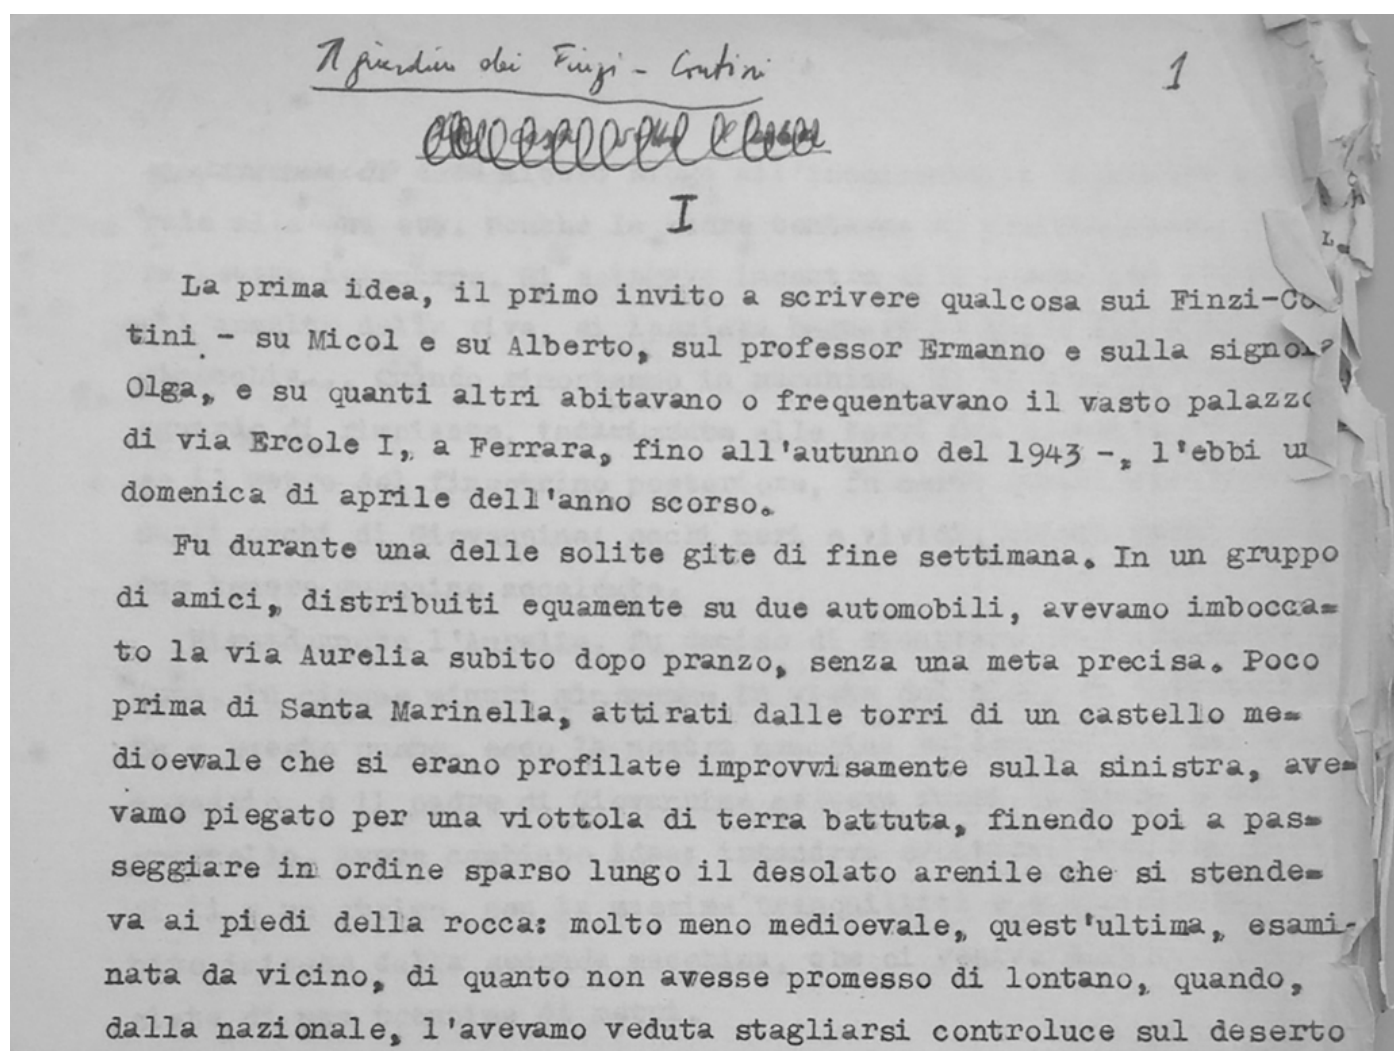 Il giardino dei Finzi - Contini
1
I
La prima idea, il primo invito a scrivere qualcosa sui Finzi-Co
tini - su Micol e su Alberto, sul professor Ermanno e sulla signor
Olga, e su quanti altri abitavano o frequentavano il vasto palazzo
di via Ercole I, a Ferrara, fino all'autunno del 1943 -, l'ebbi u
domenica di aprile dell'anno scorso.
Fu durante una delle solite gite di fine settimana. In un gruppo
di amici, distribuiti equamente su due automobili, avevamo imbocca=
to la via Aurelia subito dopo pranzo, senza una meta precisa. Poco
prima di Santa Marinella, attirati dalle torri di un castello me=
dioevale che si erano profilate improvvisamente sulla sinistra, ave=
vamo piegato per una viottola di terra battuta, finendo poi a pas=
seggiare in ordine sparso lungo il desolato arenile che si stende=
va ai piedi della rocca: molto meno medioevale, quest'ultima, esami-
nata da vicino, di quanto non avesse promesso di lontano, quando,
dalla nazionale, l'avevamo veduta stagliarsi controluce sul deserto